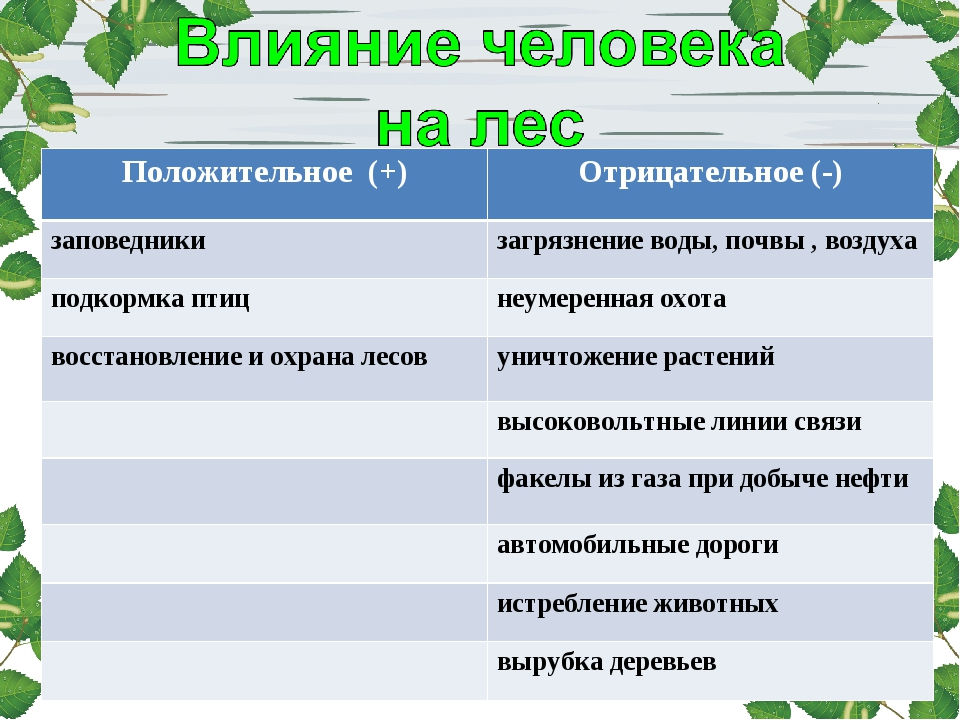 Влияние человека
на лес
Положительное (+) Отрицательное (-)
заповедники загрязнение воды, почвы , воздуха
подкормка птиц неумеренная охота
восстановление и охрана лесов уничтожение растений
высоковольтные линии связи
факелы из газа при добыче нефти
автомобильные дороги
истребление животных
вырубка деревьев